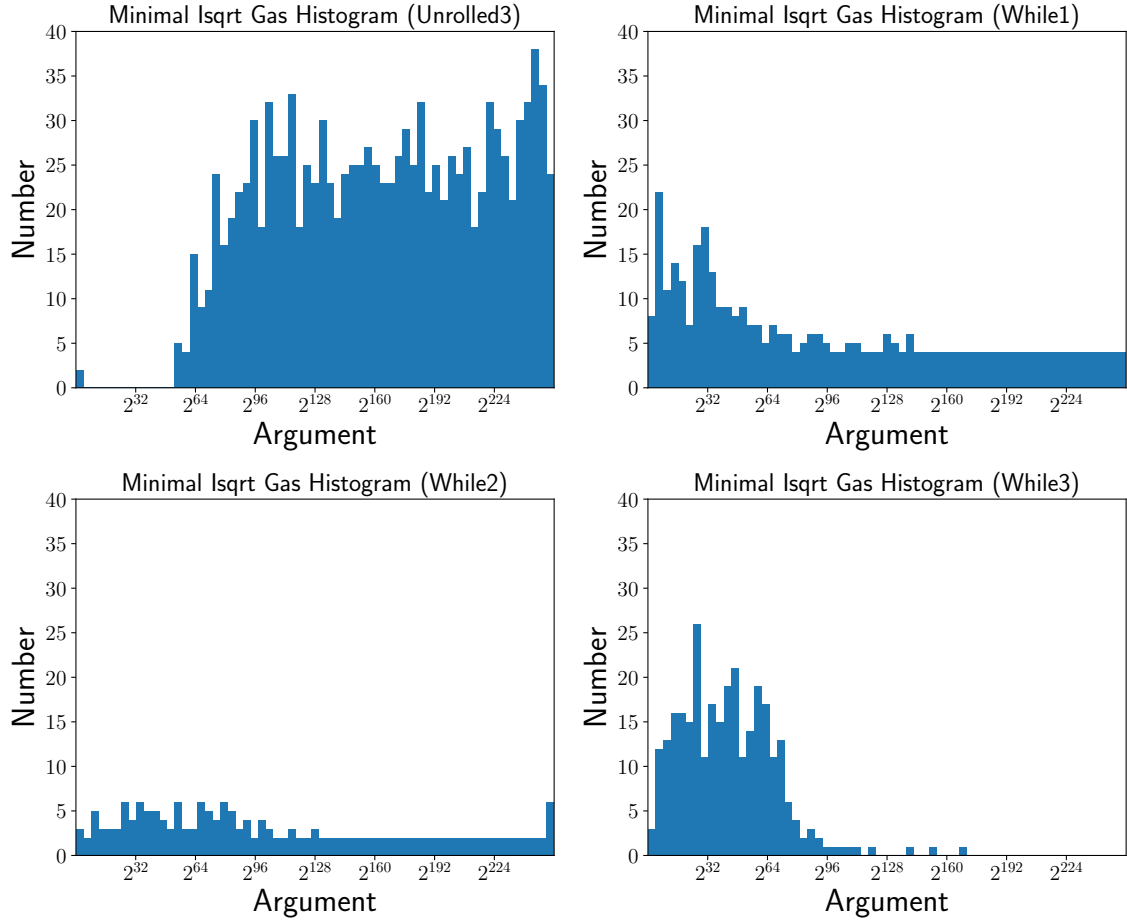 Minimal Isqrt Gas Histogram (Unrolled3)
40
35
30
25
20
15
10
5
0
Number
2^32 2^64 2^96 2^128 2^160 2^192 2^224
Argument
Minimal Isqrt Gas Histogram (While1)
40
35
30
25
20
15
10
5
0
Number
2^32 2^64 2^96 2^128 2^160 2^192 2^224
Argument
Minimal Isqrt Gas Histogram (While2)
40
35
30
25
20
15
10
5
0
Number
2^32 2^64 2^96 2^128 2^160 2^192 2^224
Argument
Minimal Isqrt Gas Histogram (While3)
40
35
30
25
20
15
10
5
0
Number
2^32 2^64 2^96 2^128 2^160 2^192 2^224
Argument